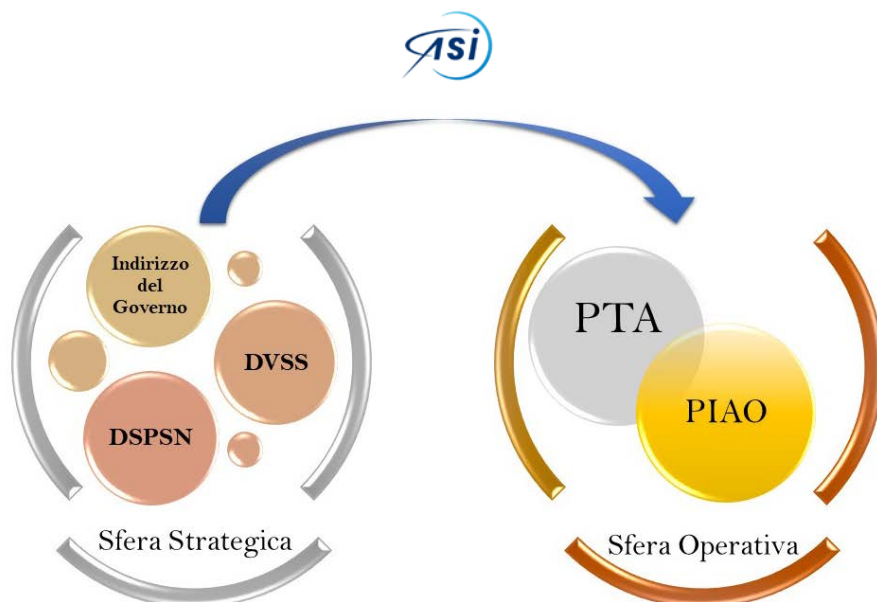 ASI
Indirizzo
del
Governo
DVSS
DSPSN
Sfera Strategica
PTA
PIAO
Sfera Operativa